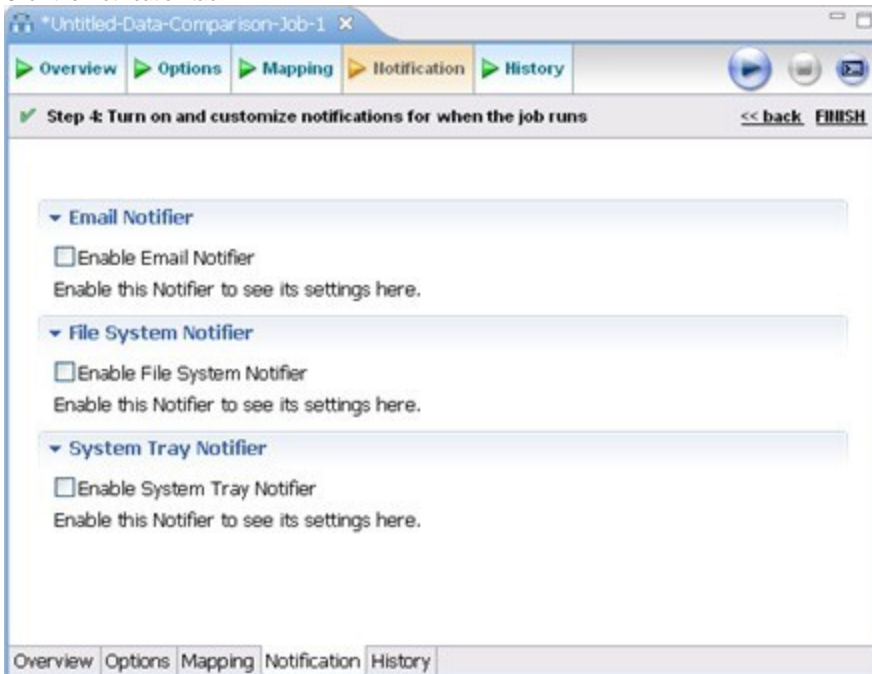 *Untitled-Data-Comparison-Job-1
Overview Options Mapping Notification History
Step 4: Turn on and customize notifications for when the job runs << back FINISH
Email Notifier
Enable Email Notifier
Enable this Notifier to see its settings here.
File System Notifier
Enable File System Notifier
Enable this Notifier to see its settings here.
System Tray Notifier
Enable System Tray Notifier
Enable this Notifier to see its settings here.
Overview Options Mapping Notification History